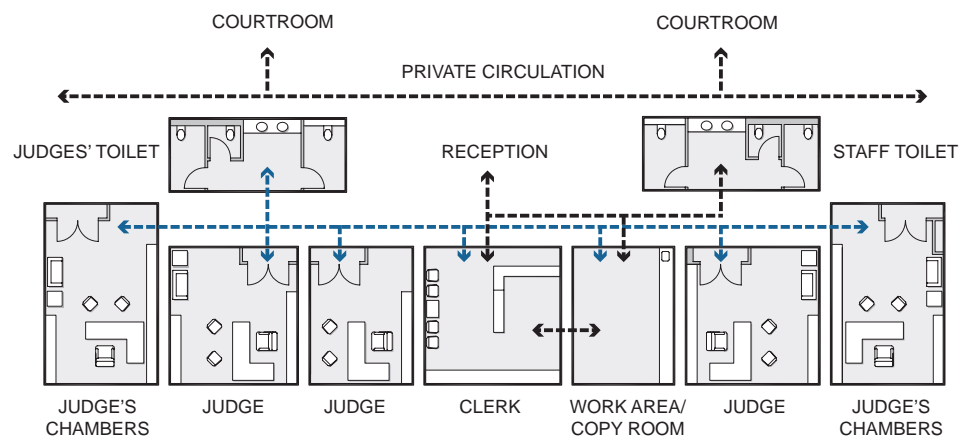 COURTROOM COURTROOM
PRIVATE CIRCULATION
JUDGES' TOILET RECEPTION STAFF TOILET
JUDGE'S CHAMBERS JUDGE JUDGE CLERK WORK AREA/ COPY ROOM JUDGE JUDGE'S CHAMBERS